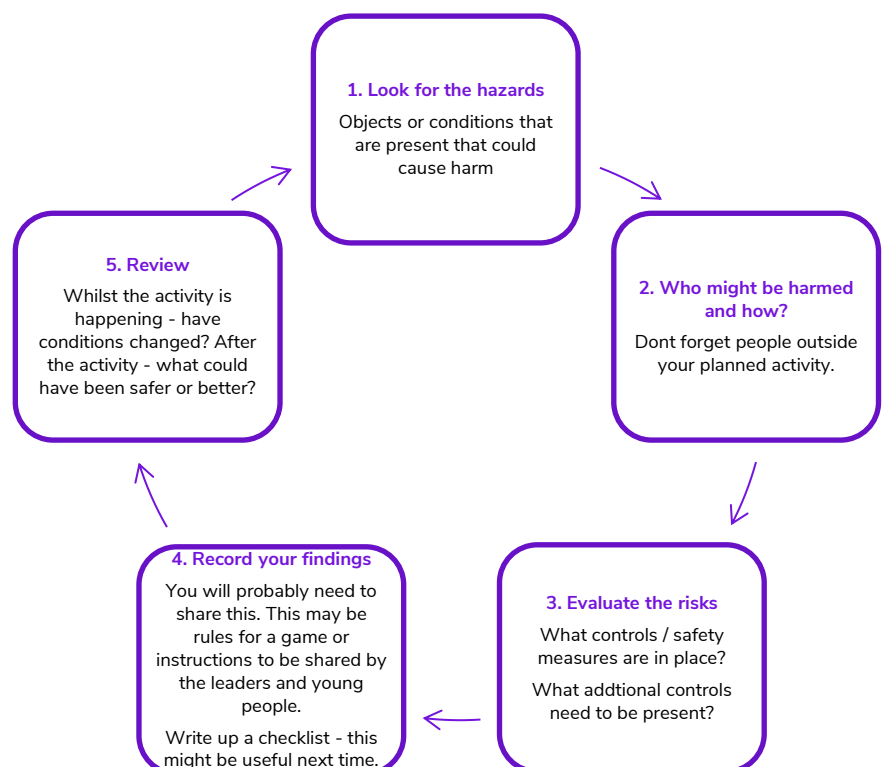 1. Look for the hazards
Objects or conditions that
are present that could
cause harm
2. Who might be harmed
and how?
Dont forget people outside
your planned activity.
3. Evaluate the risks
What controls / safety
measures are in place?
What addtional controls
need to be present?
4. Record your findings
You will probably need to
share this. This may be
rules for a game or
instructions to be shared by
the leaders and young
people.
Write up a checklist - this
might be useful next time.
5. Review
Whilst the activity is
happening - have
conditions changed? After
the activity - what could
have been safer or better?